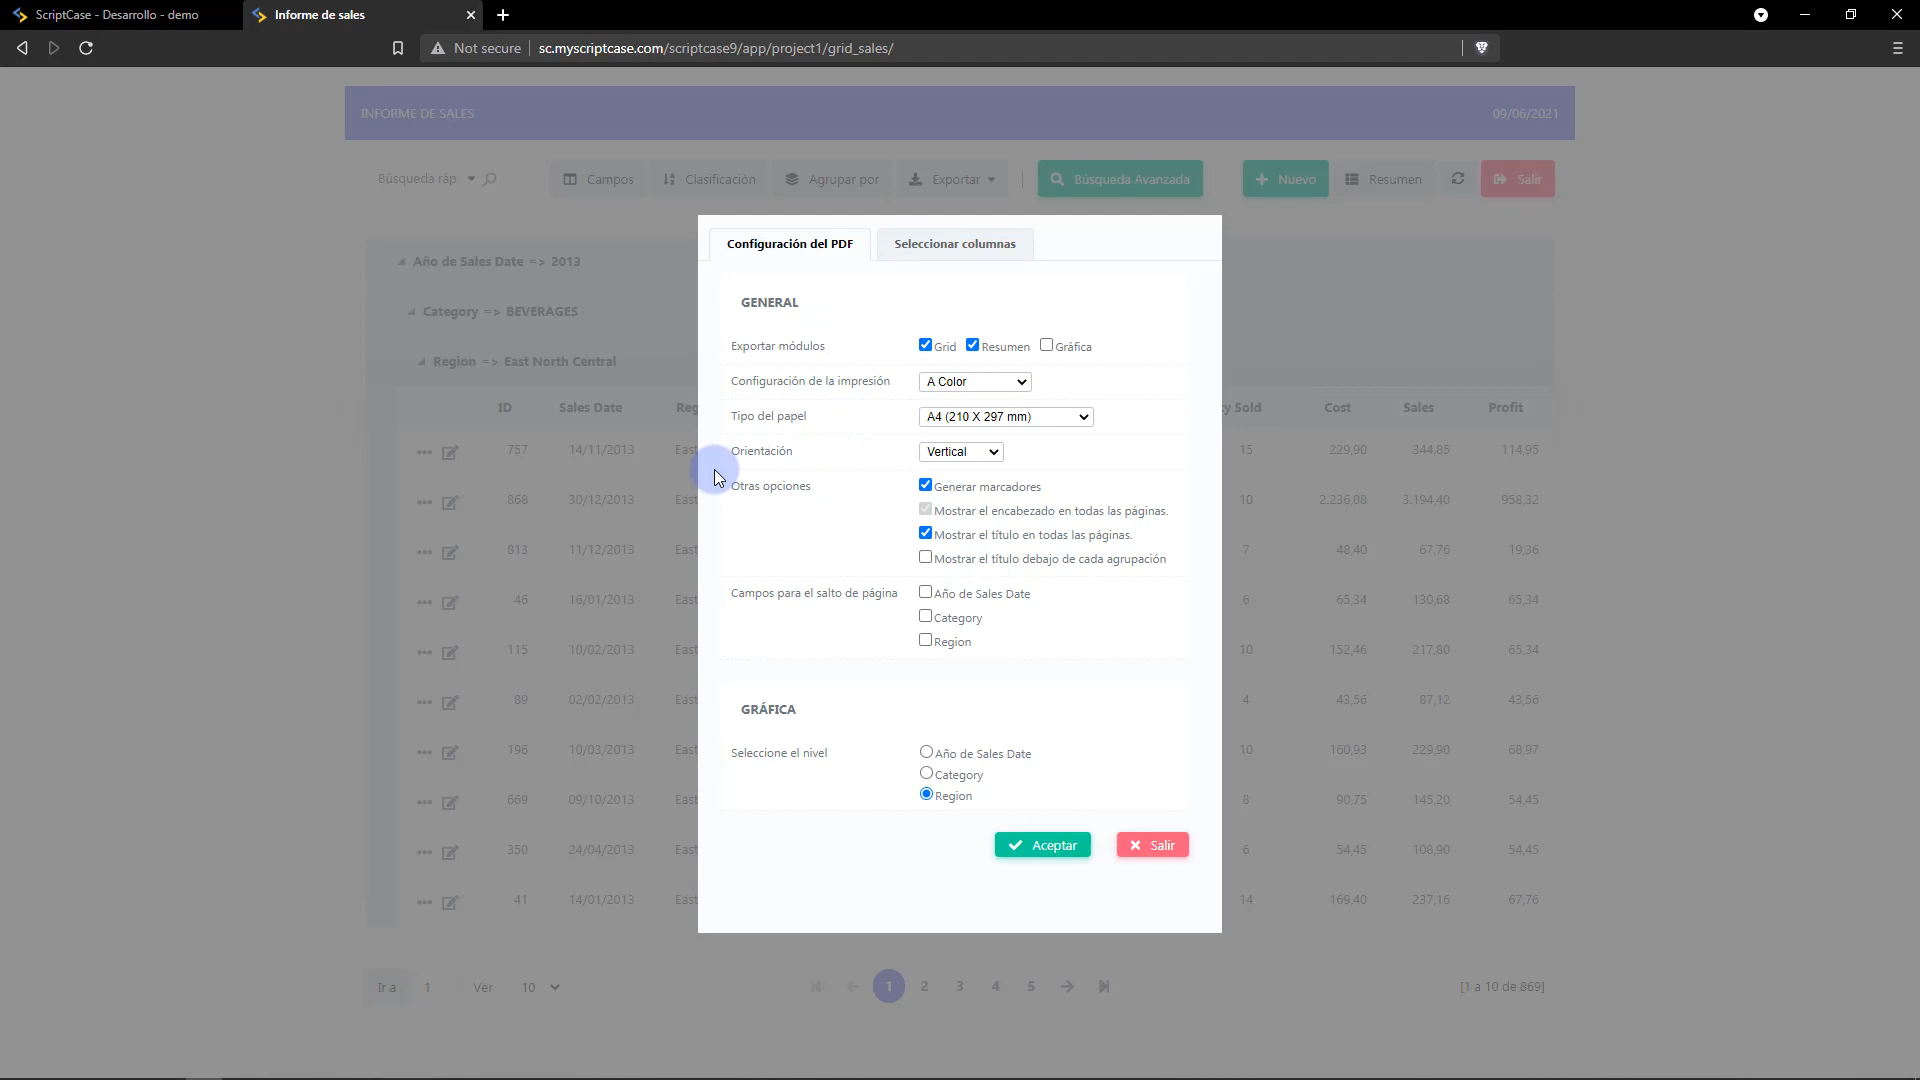 ScriptCase - Desarrollo - demo
Informe de sales
Not secure
sc.myscriptcase.com/scriptcase9/app/project1/grid_sales/
INFORME DE SALES
09/06/2021
Búsqueda ráp
Campos
Clasificación
Agrupar por
Exportar
Búsqueda Avanzada
Nuevo
Resumen
Salir
Configuración del PDF
Seleccionar columnas
Año de Sales Date => 2013
Category => BEVERAGES
Region => East North Central
GENERAL
Exportar módulos
Grid Resumen Gráfica
Configuración de la impresión
A Color
Tipo del papel
A4 (210 X 297 mm)
Orientación
Vertical
Otras opciones
Generar marcadores
Mostrar el encabezado en todas las páginas.
Mostrar el título en todas las páginas.
Mostrar el título debajo de cada agrupación
Campos para el salto de página
Año de Sales Date
Category
Region
GRÁFICA
Seleccione el nivel
Año de Sales Date
Category
Region
Aceptar
Salir
ID Sales Date Reg y Sold Cost Sales Profit
757 14/11/2013 East 15 229,90 344,85 114,95
868 30/12/2013 East 10 2.236,08 3.194,40 958,32
813 11/12/2013 East 7 48,40 67,76 19,36
46 16/01/2013 East 6 65,34 130,68 65,34
115 10/02/2013 East 10 152,46 217,80 65,34
89 02/02/2013 East 4 43,56 87,12 43,56
196 10/03/2013 East 10 160,93 229,90 68,97
669 09/10/2013 East 8 90,75 145,20 54,45
350 24/04/2013 East 6 54,45 108,90 54,45
41 14/01/2013 East 14 169,40 237,16 67,76
Ir a 1 Ver 10
1 2 3 4 5
[1 a 10 de 869]